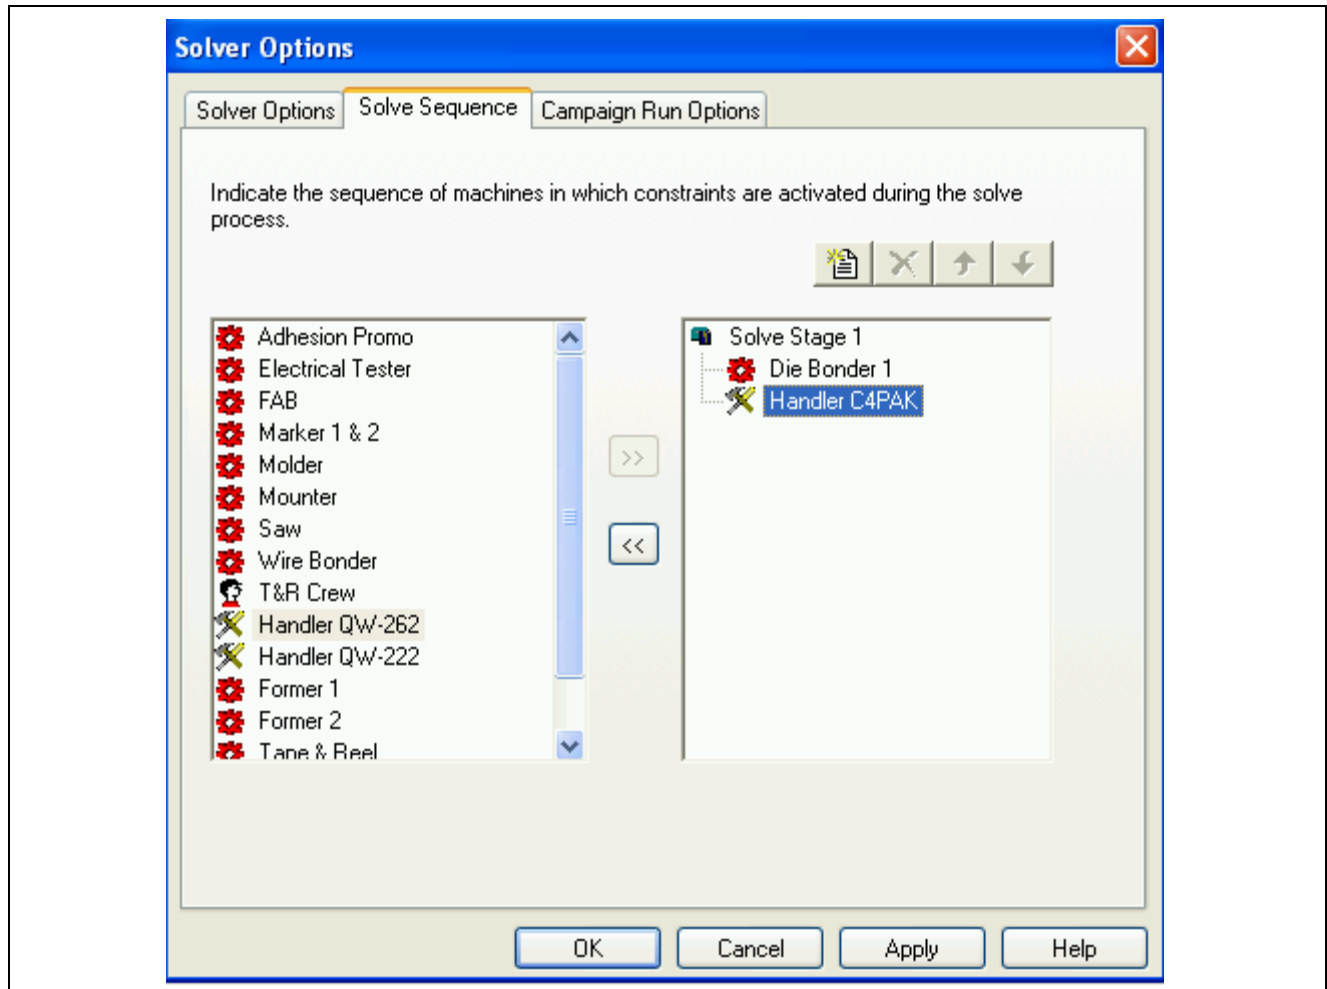 Solver Options
Solver Options
Solve Sequence
Campaign Run Options
Indicate the sequence of machines in which constraints are activated during the solve
process.
Adhesion Promo
Electrical Tester
FAB
Marker 1 & 2
Molder
Mounter
Saw
Wire Bonder
T&R Crew
Handler QW-262
Handler QW-222
Former 1
Former 2
Tape & Reel
>>
<<
Solve Stage 1
Die Bonder 1
Handler C4PAK
OK
Cancel
Apply
Help